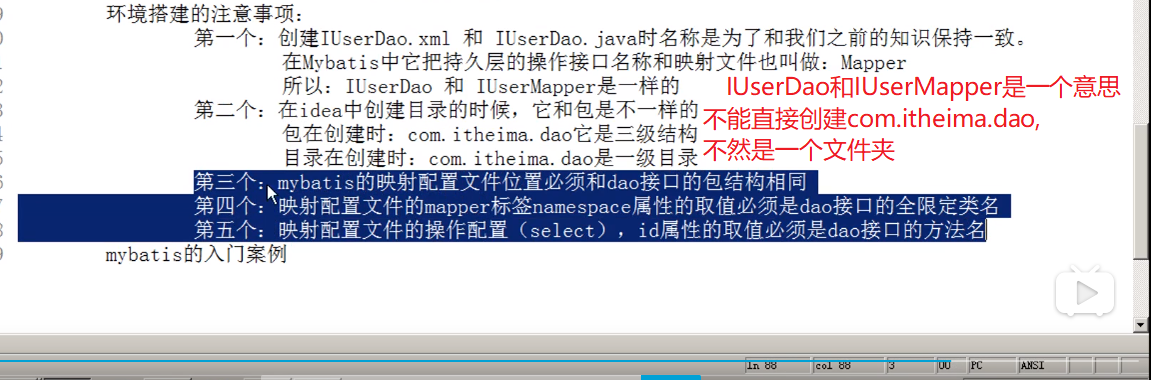 环境搭建的注意事项:
第一个: 创建IUserDao.xml 和 IUserDao.java时名称是为了和我们之前的知识保持一致。
在Mybatis中它把持久层的操作接口名称和映射文件也叫做: Mapper
所以: IUserDao 和 IUserMapper是一样的
IUserDao和IUserMapper是一个意思
第二个: 在idea中创建目录的时候, 它和包是不一样的
不能直接创建com.itheima.dao,
包在创建时: com.itheima.dao它是三级结构
目录在创建时: com.itheima.dao是一级目录
不然是一个文件夹
第三个: mybatis的映射配置文件位置必须和dao接口的包结构相同
第四个: 映射配置文件的mapper标签namespace属性的取值必须是dao接口的全限定类名
第五个: 映射配置文件的操作配置（select）, id属性的取值必须是dao接口的方法名
mybatis的入门案例
ln 88 col 88 3 00 PC ANSI